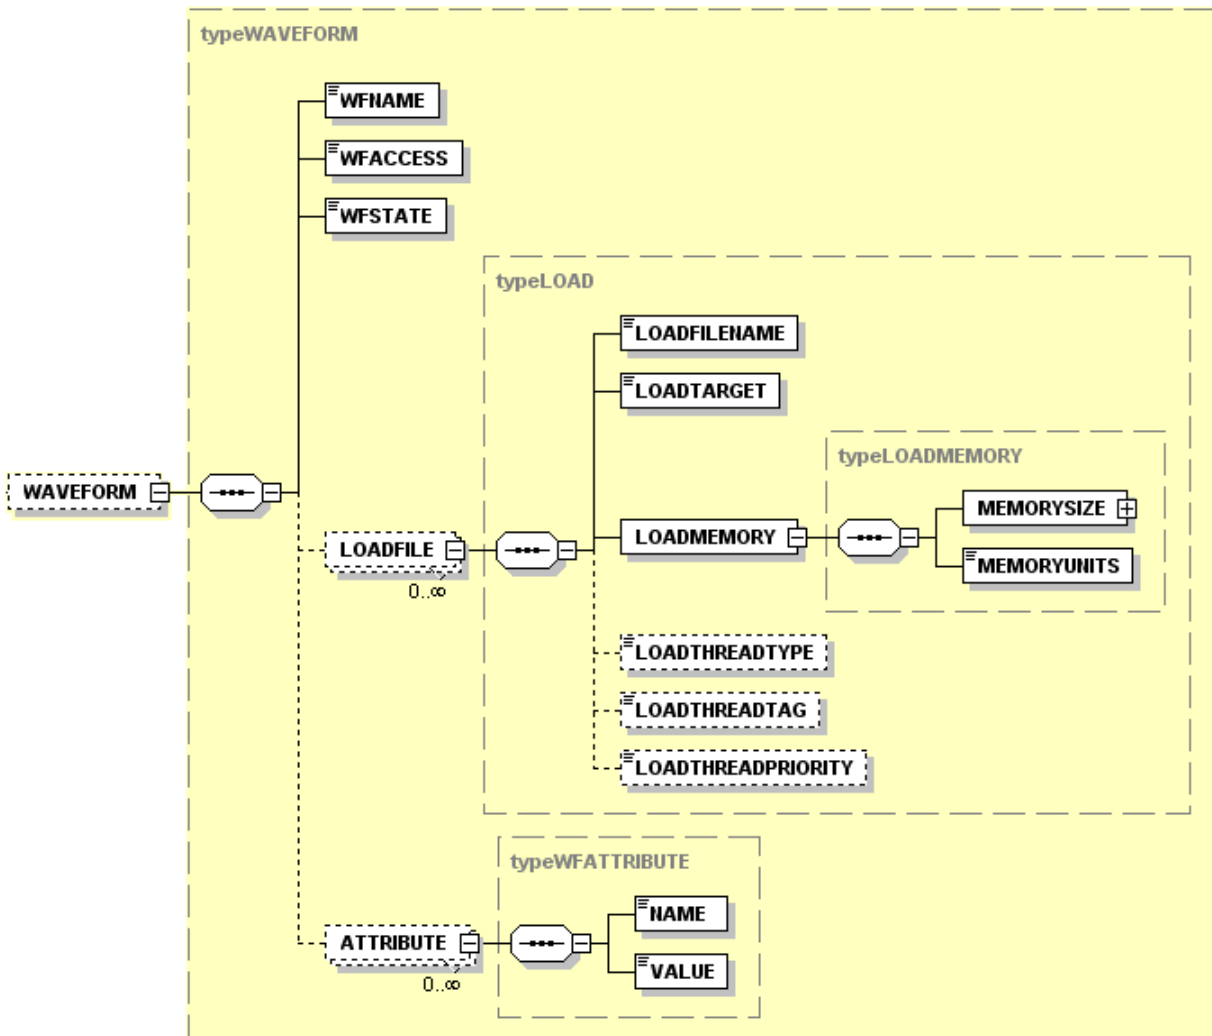 typeWAVEFORM
WFNAME
WFACCESS
WFSTATE
typeLOAD
LOADFILENAME
LOADTARGET
typeLOADMEMORY
WAVEFORM
MEMORYSIZE
LOADFILE
LOADMEMORY
MEMORYUNITS
0..∞
LOADTHREADTYPE
LOADTHREADTAG
LOADTHREADPRIORITY
typeWFATTRIBUTE
NAME
ATTRIBUTE
VALUE
0..∞